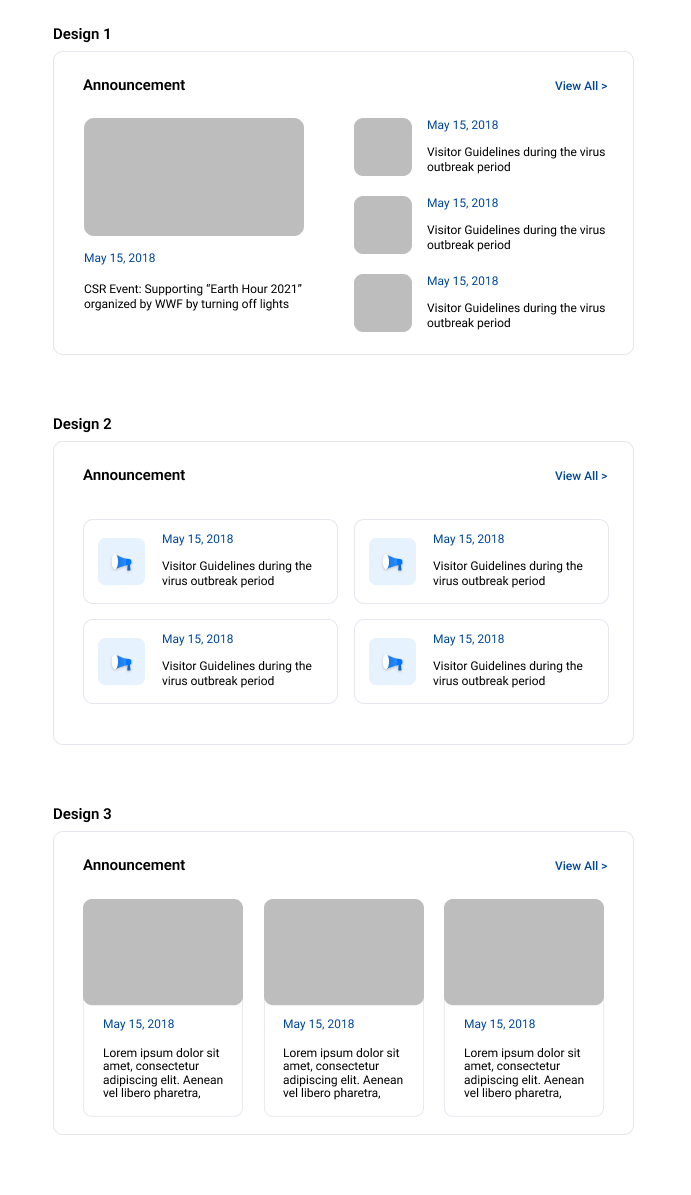 Design 1
Announcement
View All >
May 15, 2018
CSR Event: Supporting “Earth Hour 2021”
organized by WWF by turning off lights
May 15, 2018
Visitor Guidelines during the virus
outbreak period
May 15, 2018
Visitor Guidelines during the virus
outbreak period
May 15, 2018
Visitor Guidelines during the virus
outbreak period
Design 2
Announcement
View All >
May 15, 2018
Visitor Guidelines during the
virus outbreak period
May 15, 2018
Visitor Guidelines during the
virus outbreak period
May 15, 2018
Visitor Guidelines during the
virus outbreak period
May 15, 2018
Visitor Guidelines during the
virus outbreak period
Design 3
Announcement
View All >
May 15, 2018
Lorem ipsum dolor sit
amet, consectetur
adipiscing elit. Aenean
vel libero pharetra,
May 15, 2018
Lorem ipsum dolor sit
amet, consectetur
adipiscing elit. Aenean
vel libero pharetra,
May 15, 2018
Lorem ipsum dolor sit
amet, consectetur
adipiscing elit. Aenean
vel libero pharetra,